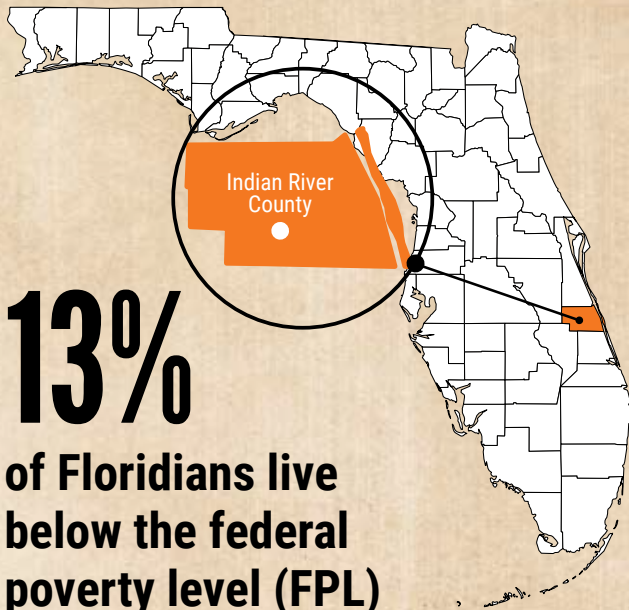 Indian River
County
13%
of Floridians live
below the federal
poverty level (FPL)